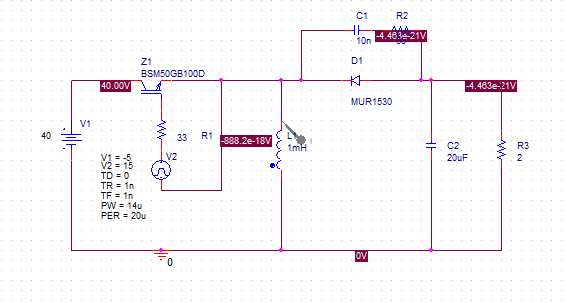 C1
R2
10n
-4.463e-21V
Z1
BSM50GB100D
D1
40.00V
-4.463e-21V
MUR1530
V1
40
33
R1
-888.2e-18V
1mH
V2
C2
20uF
R3
2
V1 = -5
V2 = 15
TD = 0
TR = 1n
TF = 1n
PW = 14u
PER = 20u
0
0V